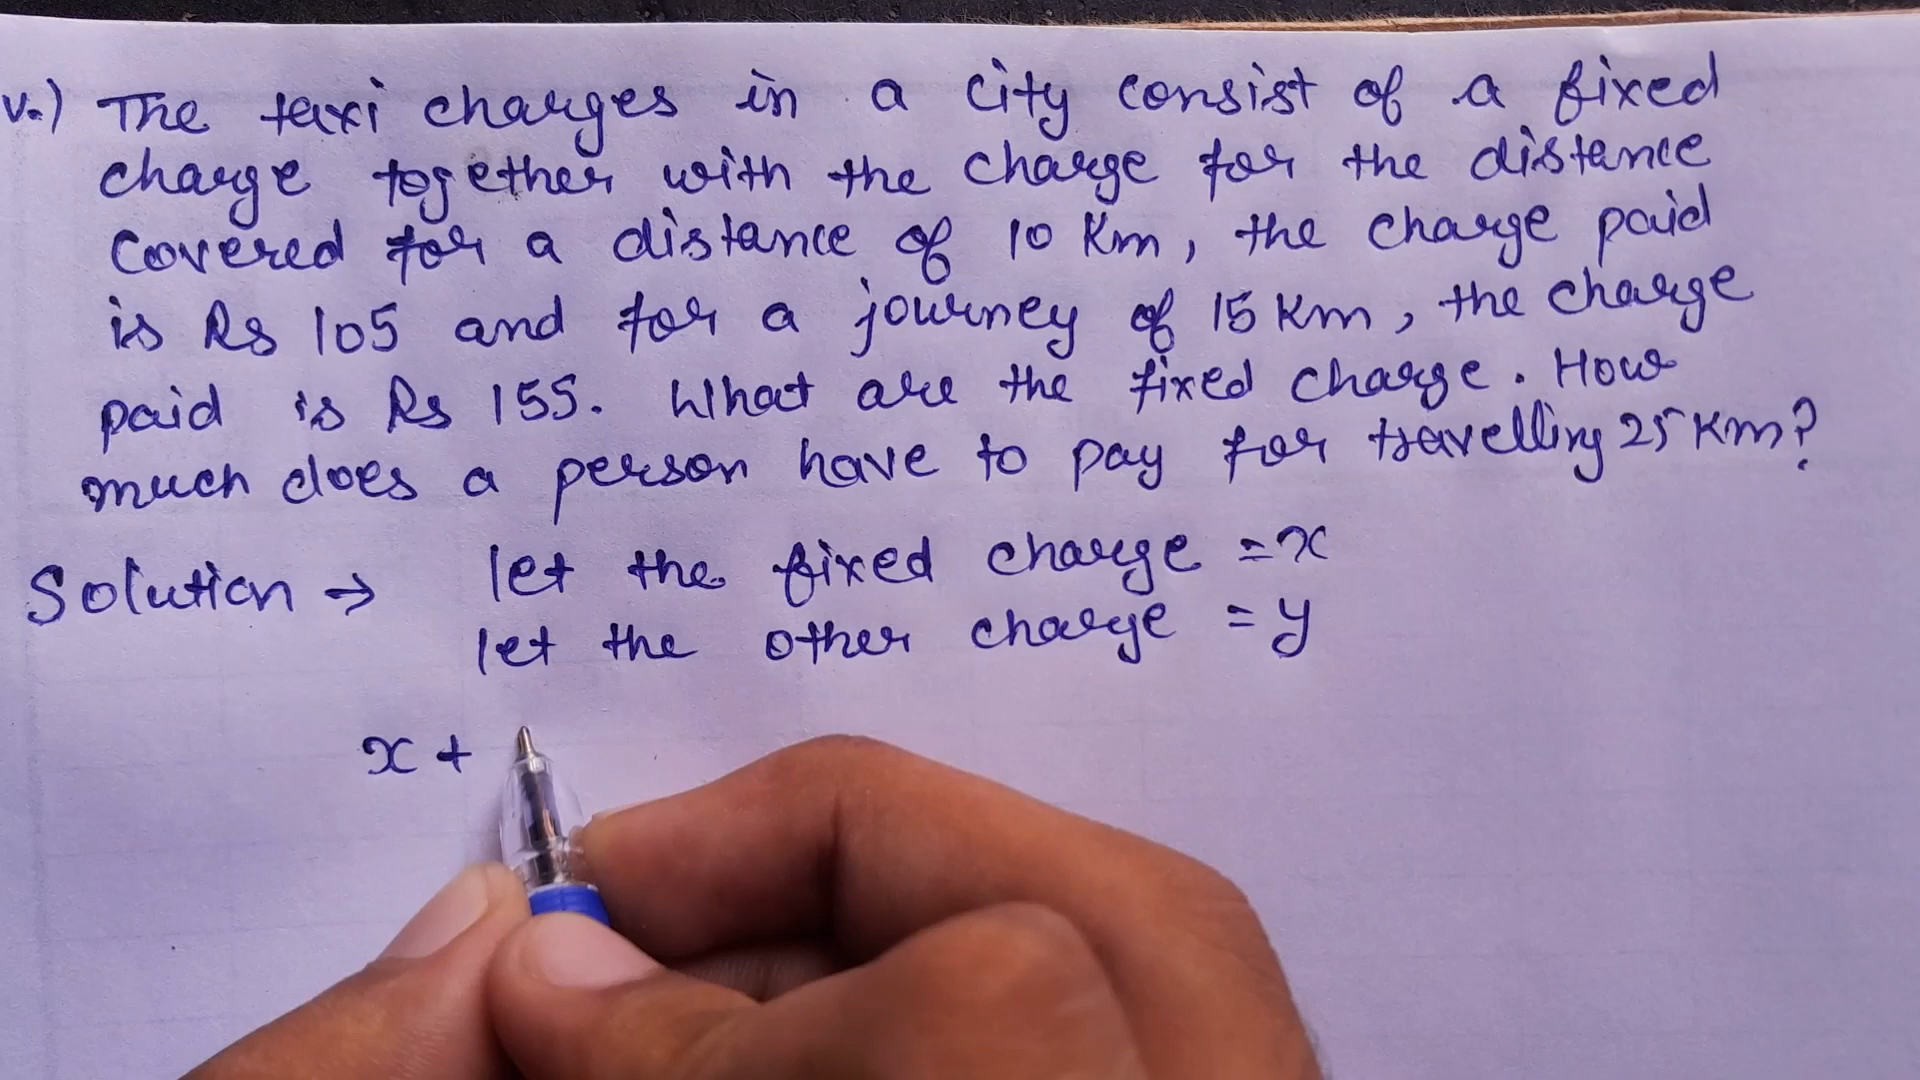 v.) The taxi charges in a city consist of a fixed
charge together with the charge for the distance
covered for a distance of 10 Km, the charge paid
is Rs 105 and for a journey of 15 Km, the charge
paid is Rs 155. What are the fixed charge. How
much does a person have to pay for travelling 25 Km?
Solution → let the fixed charge = x
let the other charge = y
x +